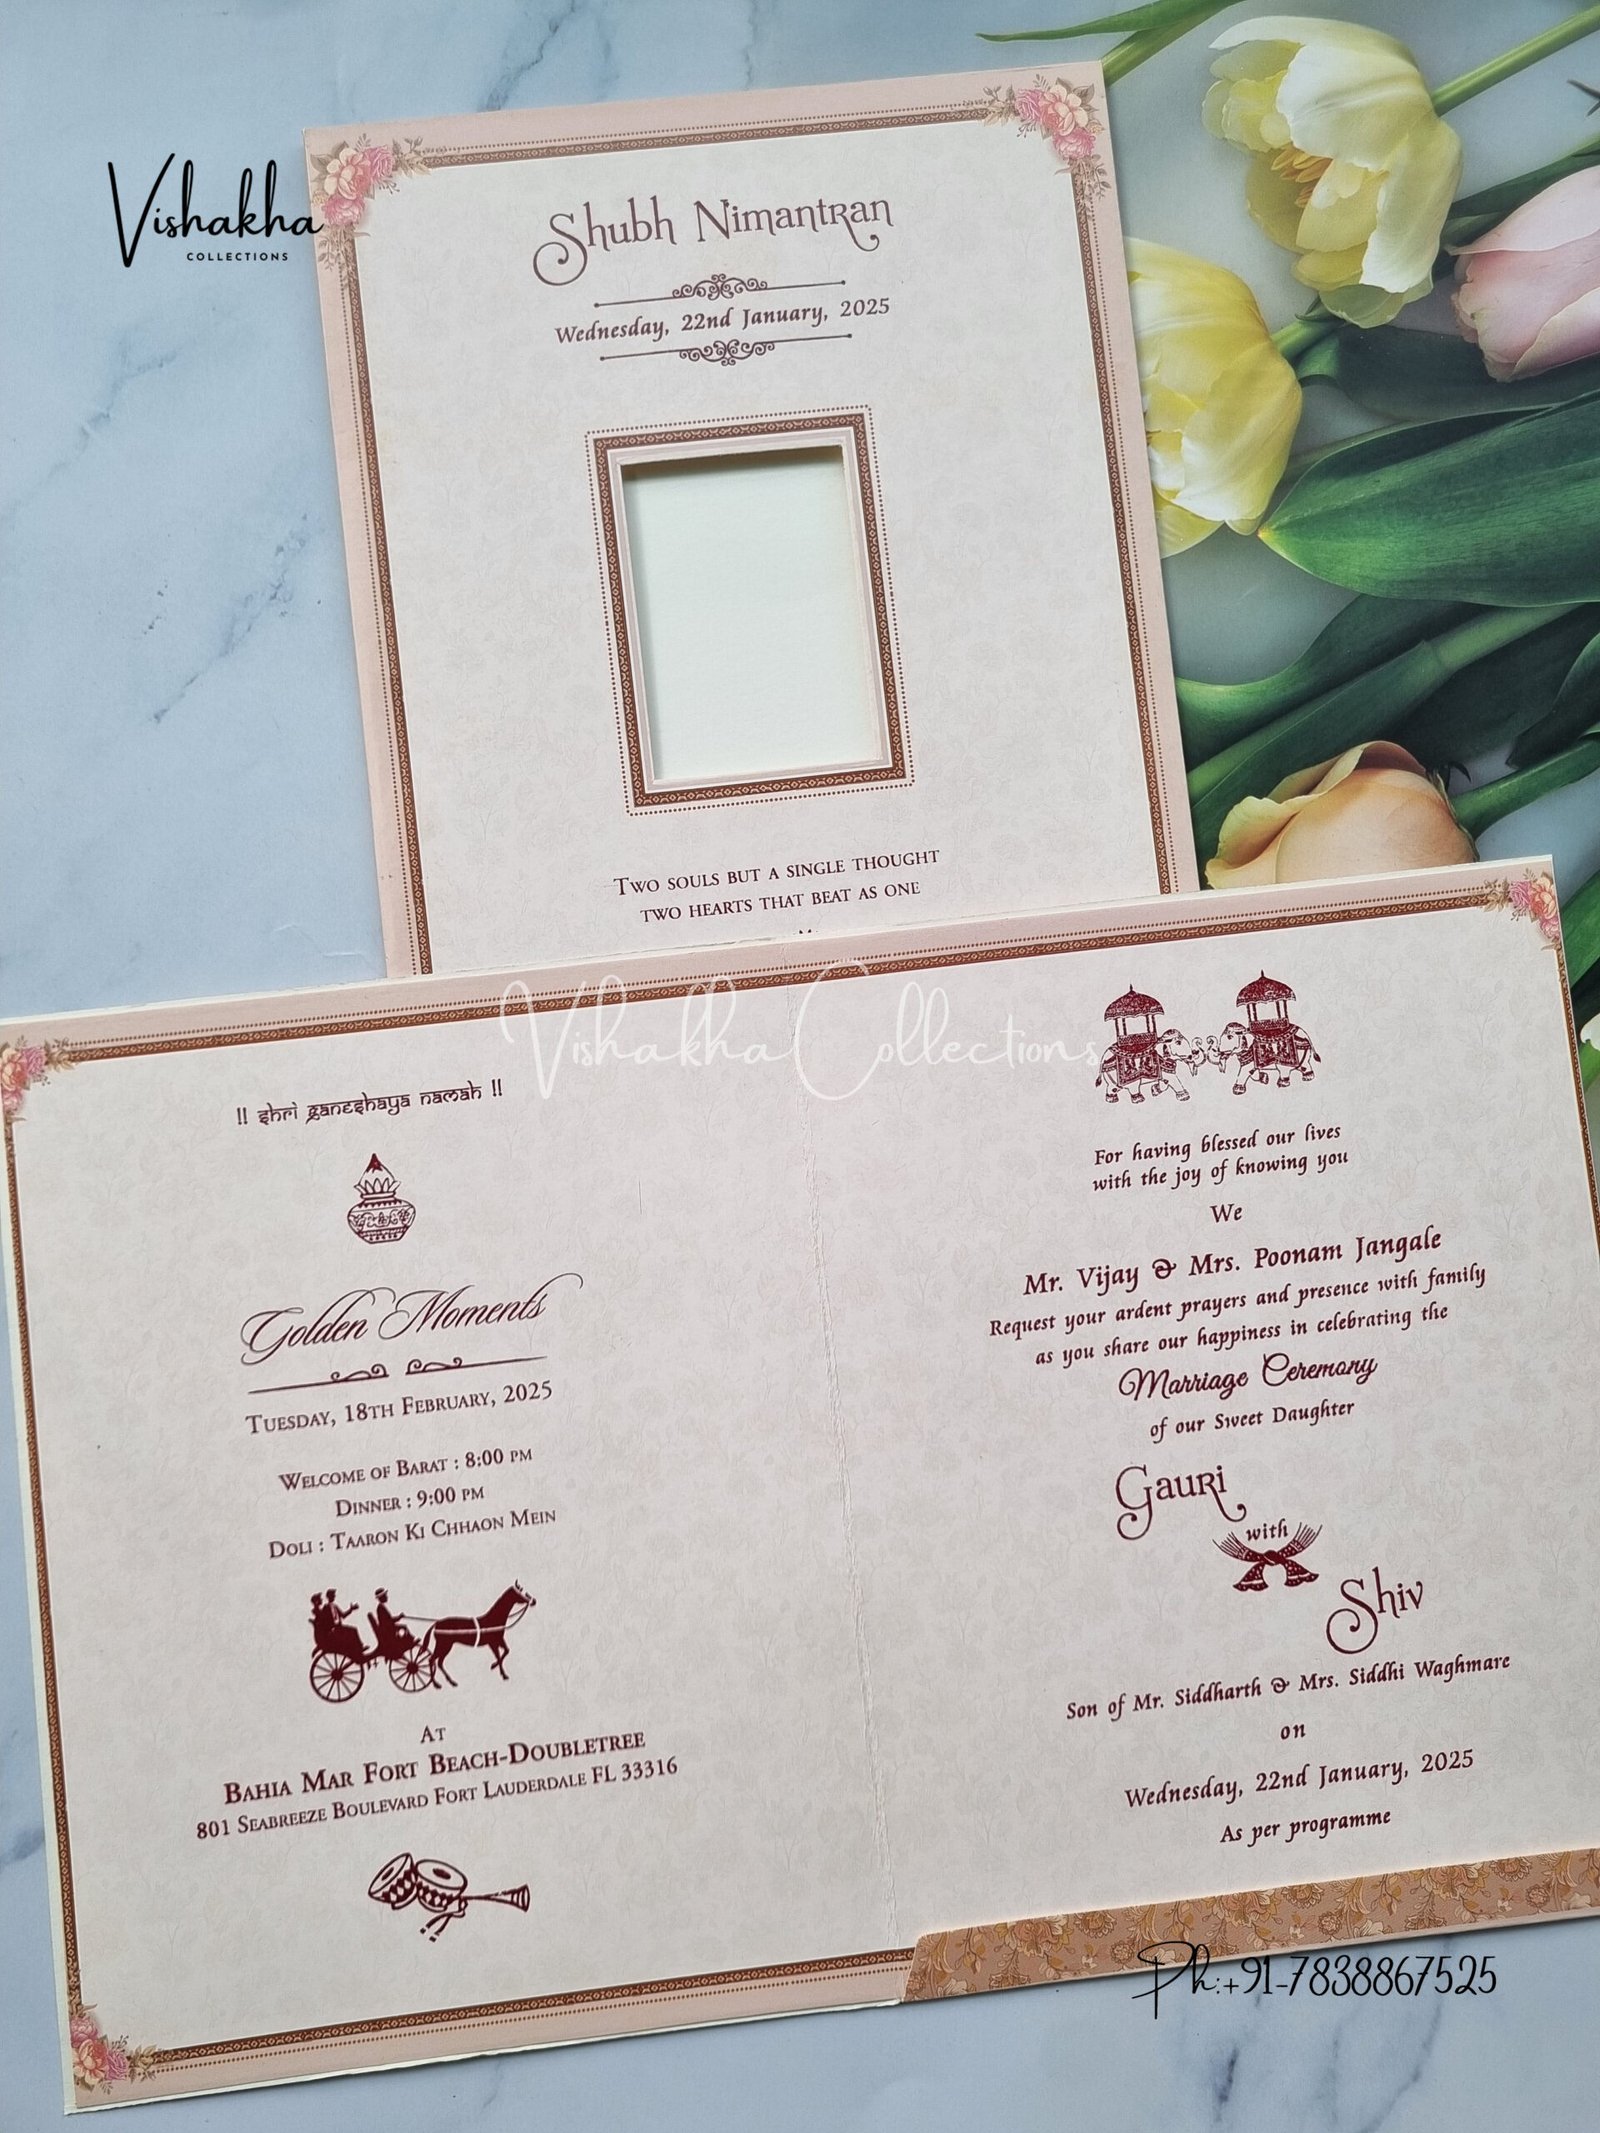 Vishakha
COLLECTIONS
Shubh Nimantran
Wednesday, 22nd January, 2025
TWO SOULS BUT A SINGLE THOUGHT
TWO HEARTS THAT BEAT AS ONE
Vishakha Collections
!! shri ganeshaya namah !!
Golden Moments
TUESDAY, 18TH FEBRUARY, 2025
WELCOME OF BARAT : 8:00 PM
DINNER : 9:00 PM
DOLI : TAARON KI CHHAON MEIN
AT
BAHIA MAR FORT BEACH-DOUBLETREE
801 SEABREEZE BOULEVARD FORT LAUDERDALE FL 33316
For having blessed our lives
with the joy of knowing you
We
Mr. Vijay & Mrs. Poonam Jangale
Request your ardent prayers and presence with family
as you share our happiness in celebrating the
Marriage Ceremony
of our Sweet Daughter
Gauri
with
Shiv
Son of Mr. Siddharth & Mrs. Siddhi Waghmare
on
Wednesday, 22nd January, 2025
As per programme
Ph:+91-7838867525